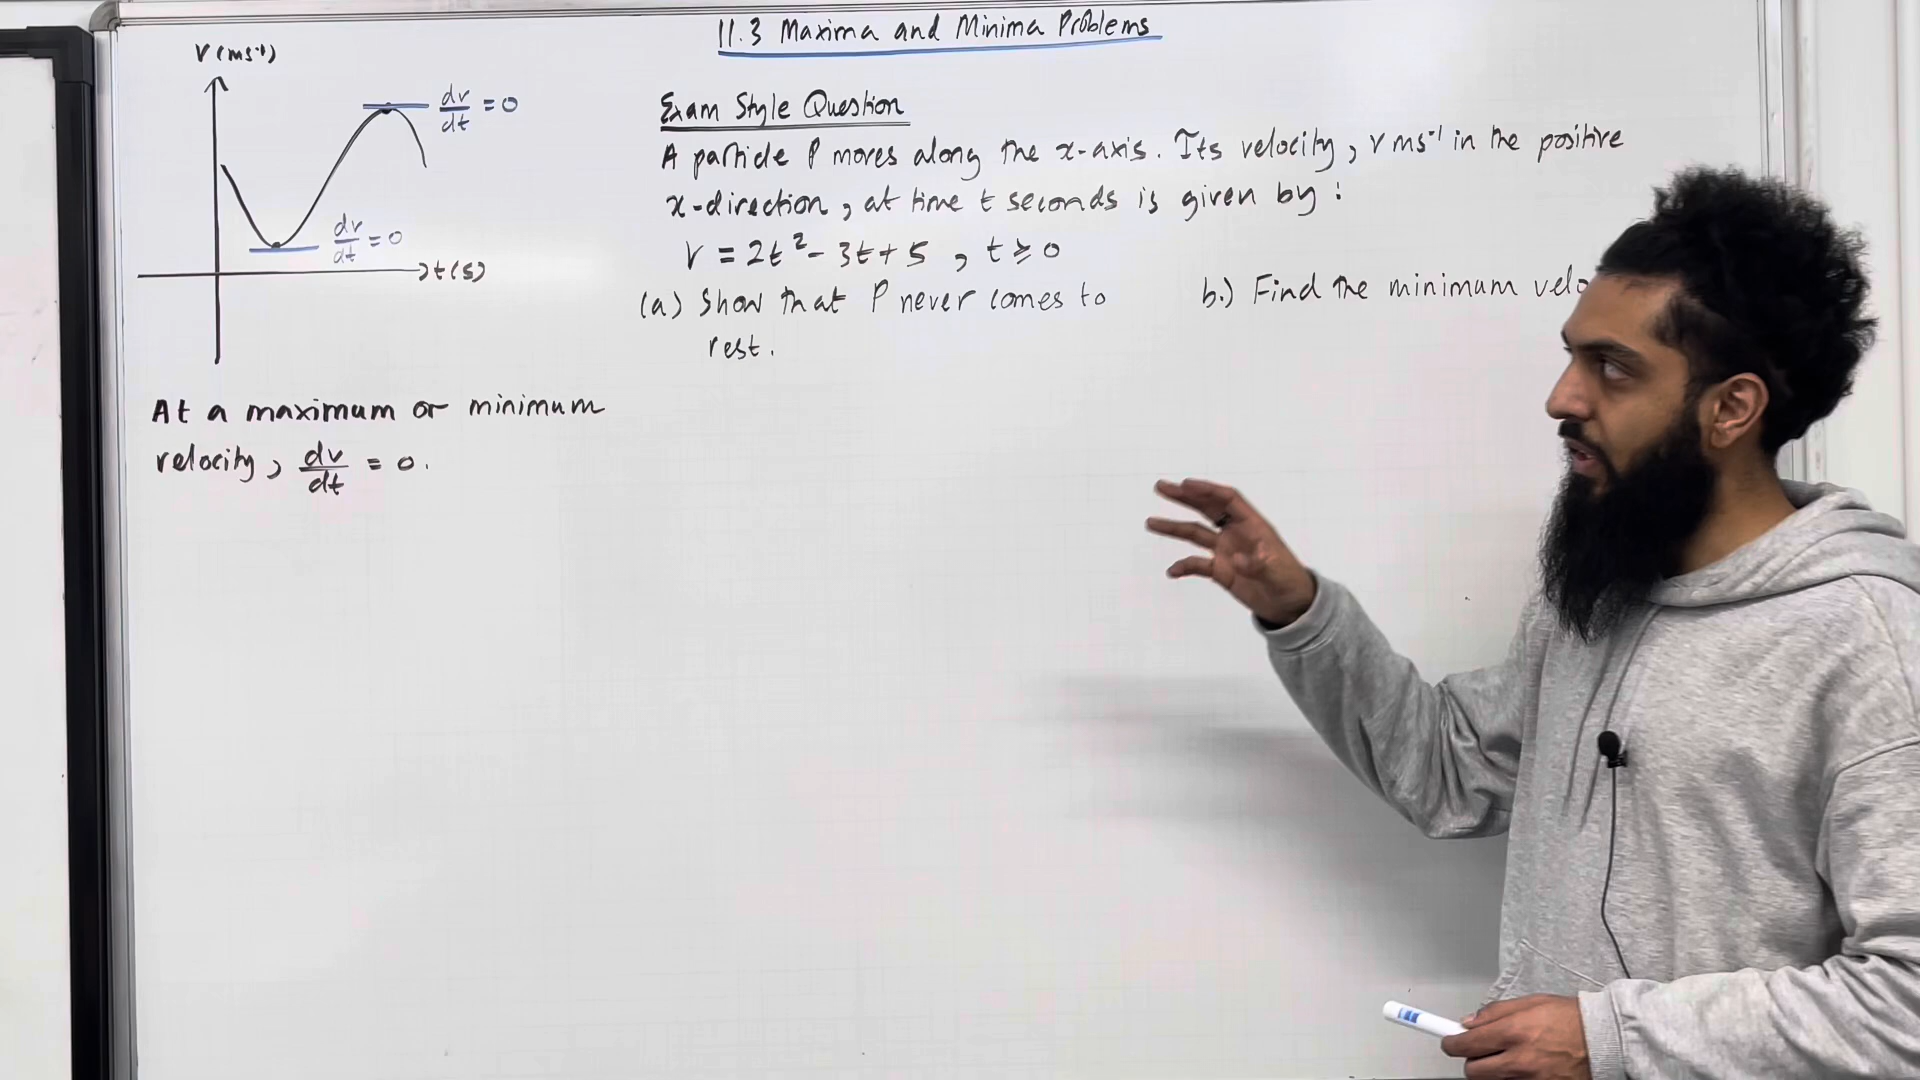 11.3 Maxima and Minima Problems
V (ms⁻¹)
dv/dt = 0
dv/dt = 0
t(s)
At a maximum or minimum
velocity, dv/dt = 0.
Exam Style Question
A particle P moves along the x-axis. Its velocity, v ms⁻¹ in the positive
x-direction, at time t seconds is given by:
v = 2t² - 3t + 5, t ≥ 0
(a) Show that P never comes to
rest.
b.) Find the minimum velo